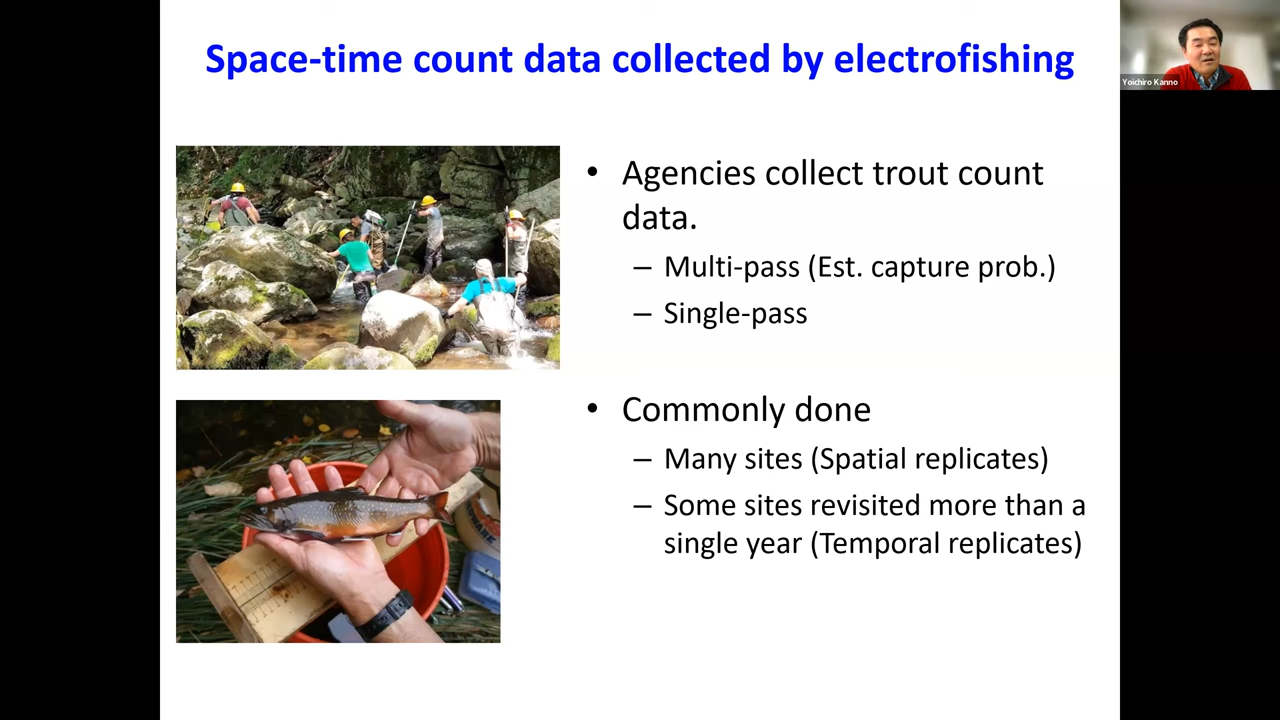 Space-time count data collected by electrofishing
Yoichiro Kanno
• Agencies collect trout count
data.
– Multi-pass (Est. capture prob.)
– Single-pass
• Commonly done
– Many sites (Spatial replicates)
– Some sites revisited more than a
single year (Temporal replicates)